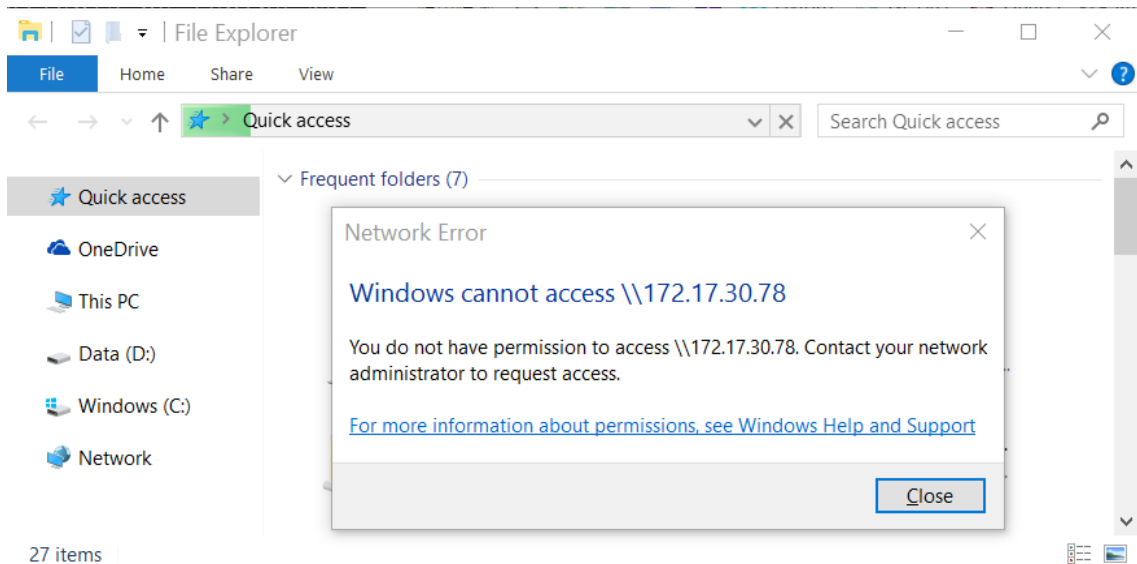 File Explorer
File Home Share View
Quick access Search Quick access
Frequent folders (7)
Quick access
OneDrive
This PC
Data (D:)
Windows (C:)
Network
Network Error
Windows cannot access \\172.17.30.78
You do not have permission to access \\172.17.30.78. Contact your network
administrator to request access.
For more information about permissions, see Windows Help and Support
Close
27 items